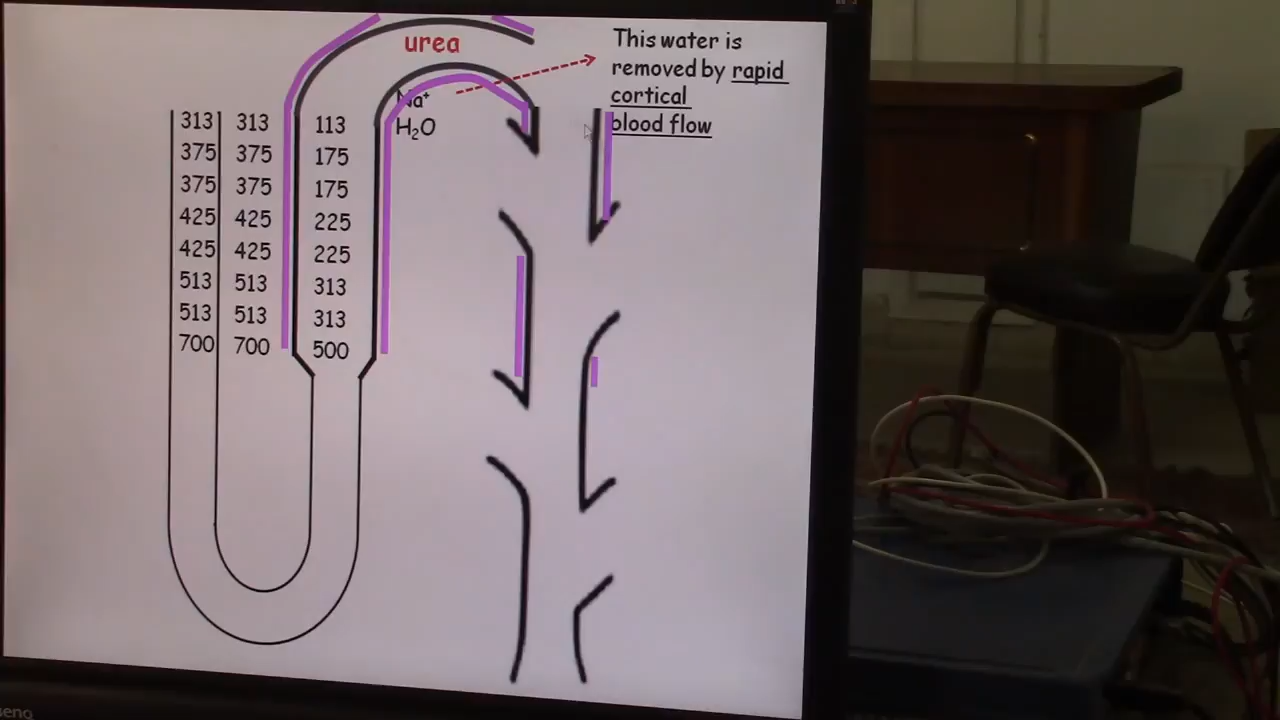 urea
This water is
removed by rapid
cortical
blood flow
Na⁺
H₂O
313 313 113
375 375 175
375 375 175
425 425 225
425 425 225
513 513 313
513 513 313
700 700 500